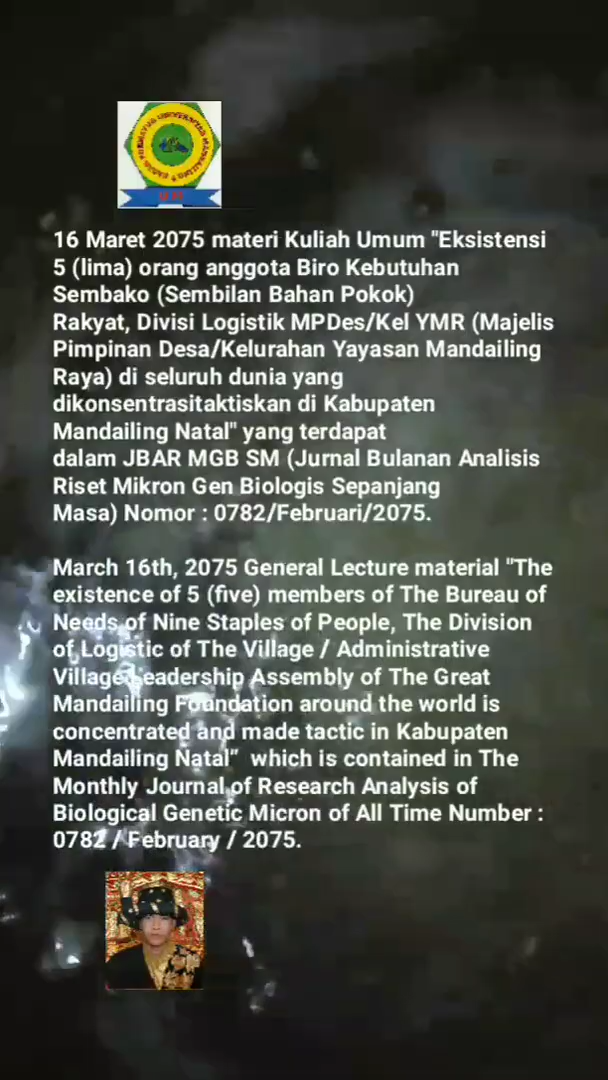 16 Maret 2075 materi Kuliah Umum "Eksistensi
5 (lima) orang anggota Biro Kebutuhan
Sembako (Sembilan Bahan Pokok)
Rakyat, Divisi Logistik MPDes/Kel YMR (Majelis
Pimpinan Desa/Kelurahan Yayasan Mandailing
Raya) di seluruh dunia yang
dikonsentrasitaktiskan di Kabupaten
Mandailing Natal" yang terdapat
dalam JBAR MGB SM (Jurnal Bulanan Analisis
Riset Mikron Gen Biologis Sepanjang
Masa) Nomor : 0782/Februari/2075.
March 16th, 2075 General Lecture material "The
existence of 5 (five) members of The Bureau of
Needs of Nine Staples of People, The Division
of Logistic of The Village / Administrative
Village Leadership Assembly of The Great
Mandailing Foundation around the world is
concentrated and made tactic in Kabupaten
Mandailing Natal" which is contained in The
Monthly Journal of Research Analysis of
Biological Genetic Micron of All Time Number :
0782 / February / 2075.